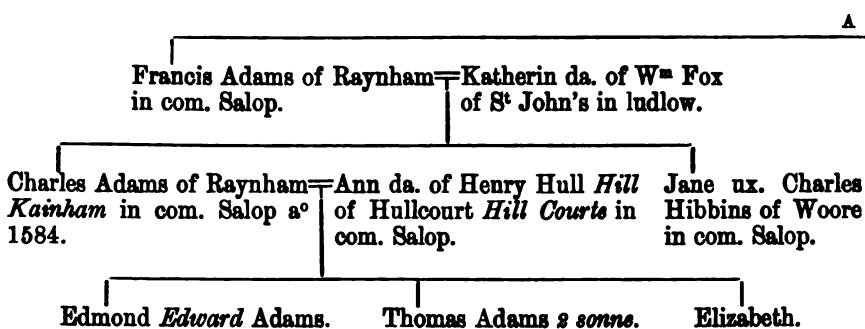 A
Francis Adams of Raynham
in com. Salop.
Katherin da. of Wᵐ Fox
of Sᵗ John's in ludlow.
Charles Adams of Raynham
Kainham in com. Salop aº
1584.
Ann da. of Henry Hull Hill
of Hullcourt Hill Courte in
com. Salop.
Jane ux. Charles
Hibbins of Woore
in com. Salop.
Edmond Edward Adams.
Thomas Adams 2 sonne.
Elizabeth.